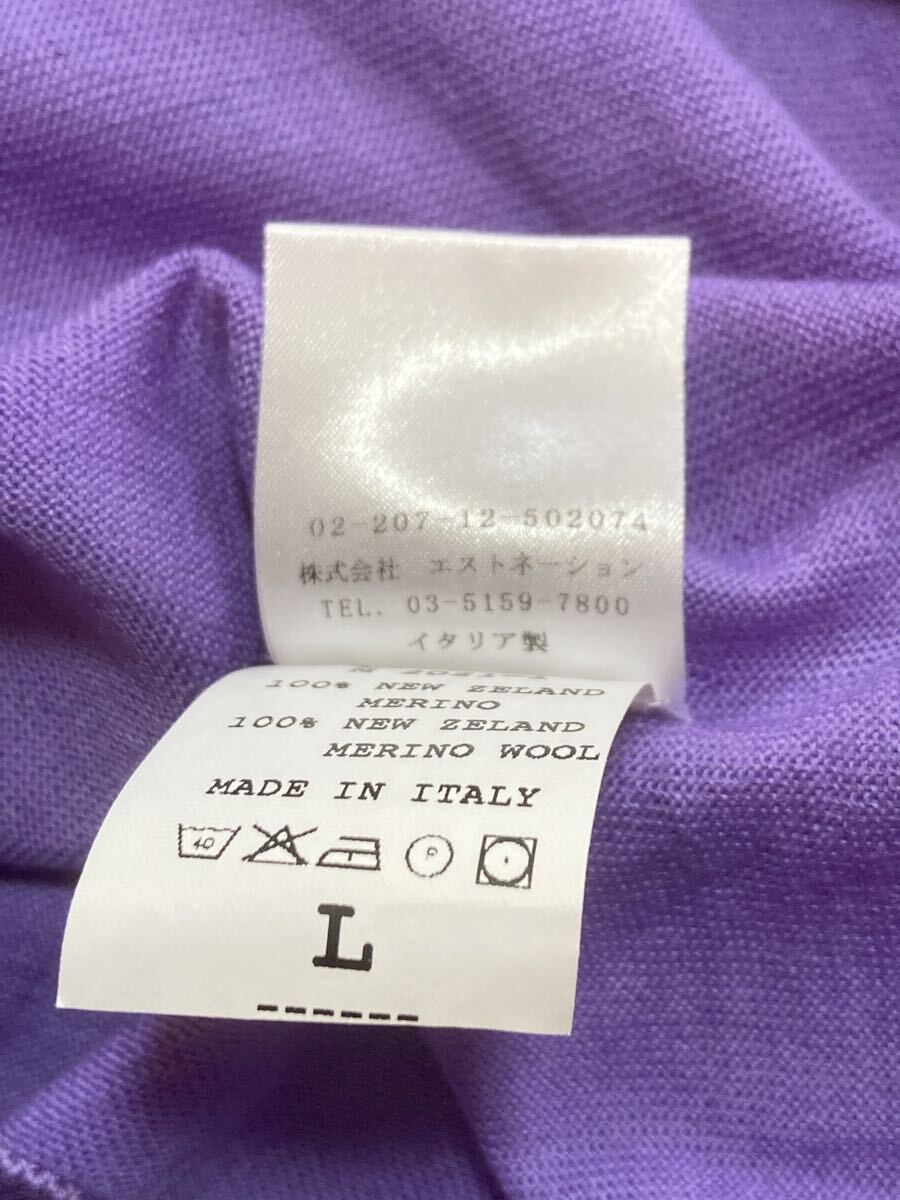 02-207-12-502074
株式会社 エストネーション
TEL. 03-5159-7800
イタリア製
100% NEW ZELAND
MERINO
100% NEW ZELAND
MERINO WOOL
MADE IN ITALY
40
P
L
------